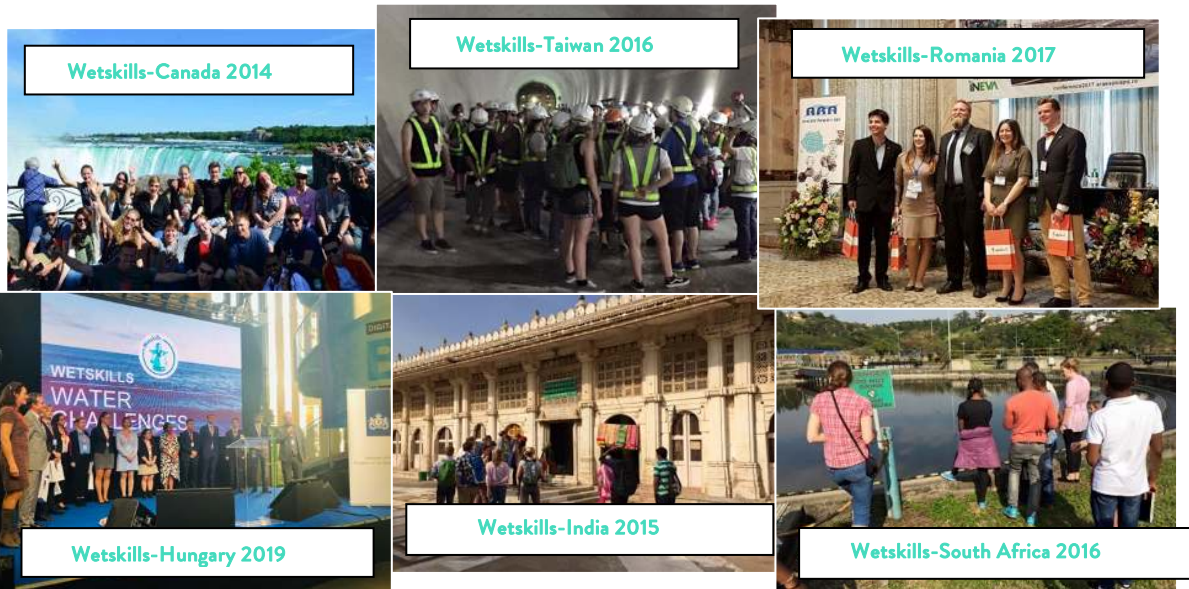 Wetskills-Canada 2014
Wetskills-Taiwan 2016
Wetskills-Romania 2017
INEVA
ARA
WETSKILLS
WATER
CHALLENGES
DIGIT
Wetskills-Hungary 2019
Wetskills-India 2015
Wetskills-South Africa 2016